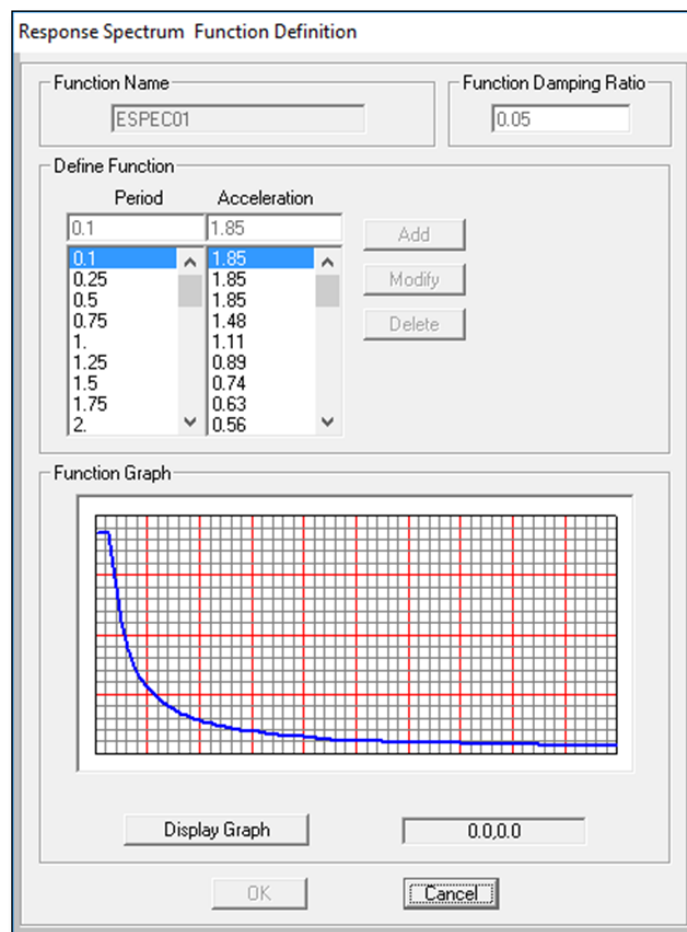 Response Spectrum Function Definition
Function Name
ESPEC01
Function Damping Ratio
0.05
Define Function
Period Acceleration
0.1 1.85
0.1 1.85
0.25 1.85
0.5 1.85
0.75 1.48
1. 1.11
1.25 0.89
1.5 0.74
1.75 0.63
2. 0.56
Add
Modify
Delete
Function Graph
Display Graph
0.0,0.0
OK
Cancel